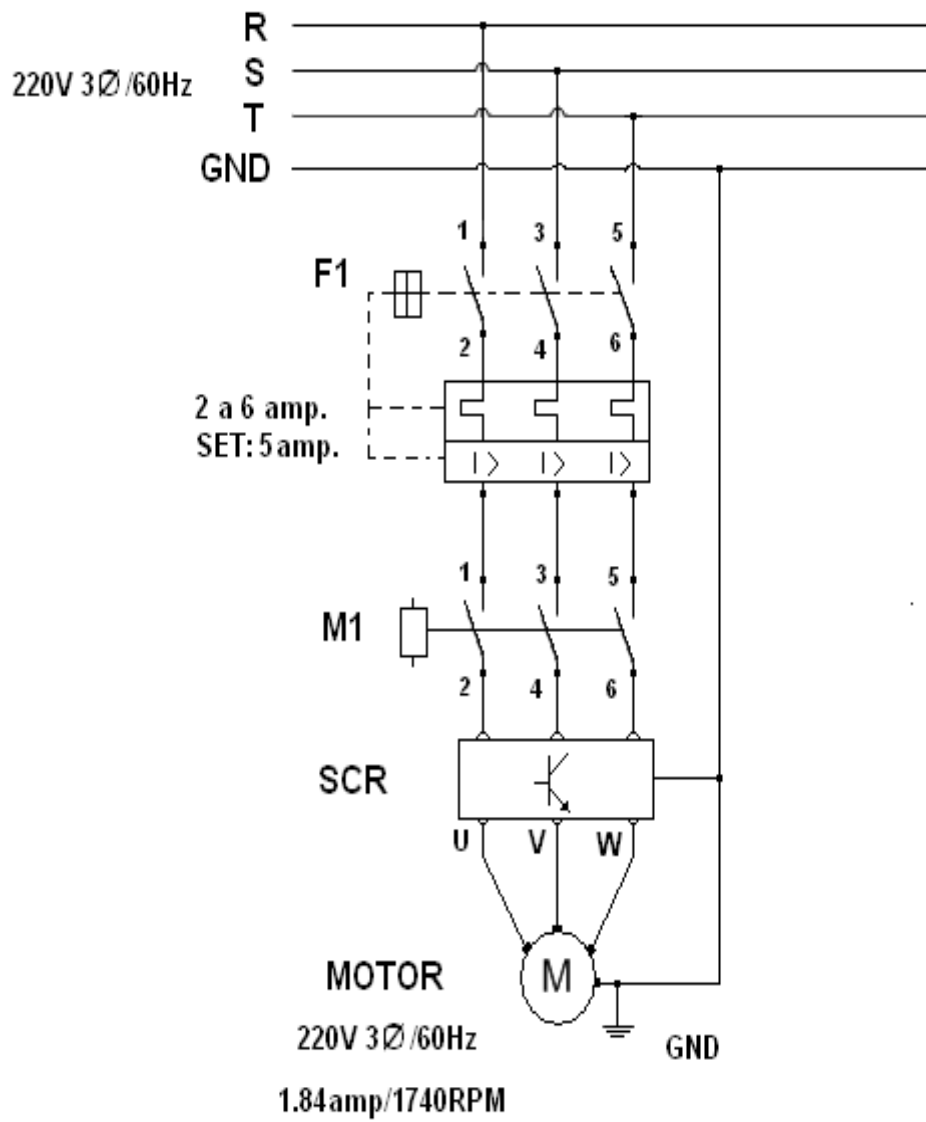 R
S
220V 3Ø/60Hz
T
GND
1 3 5
F1
2 4 6
2 a 6 amp.
SET: 5 amp.
I> I> I>
1 3 5
M1
2 4 6
SCR
U V W
MOTOR
M
220V 3Ø/60Hz
GND
1.84amp/1740RPM